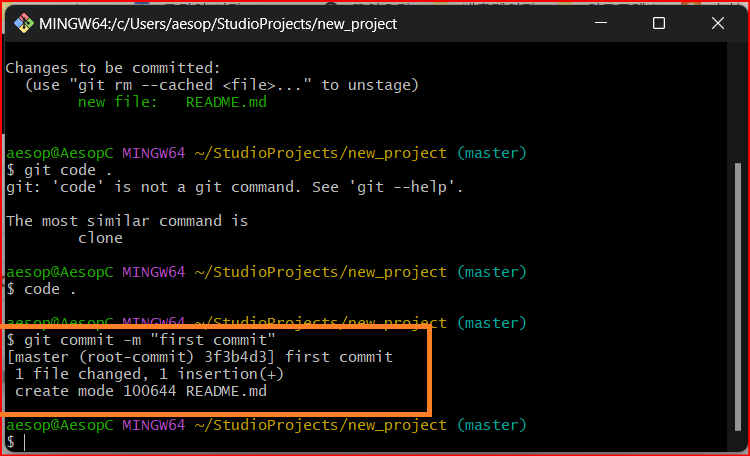 MINGW64:/c/Users/aesop/StudioProjects/new_project
Changes to be committed:
  (use "git rm --cached <file>..." to unstage)
        new file:   README.md
aesop@AesopC MINGW64 ~/StudioProjects/new_project (master)
$ git code .
git: 'code' is not a git command. See 'git --help'.
The most similar command is
        clone
aesop@AesopC MINGW64 ~/StudioProjects/new_project (master)
$ code .
aesop@AesopC MINGW64 ~/StudioProjects/new_project (master)
$ git commit -m "first commit"
[master (root-commit) 3f3b4d3] first commit
 1 file changed, 1 insertion(+)
 create mode 100644 README.md
aesop@AesopC MINGW64 ~/StudioProjects/new_project (master)
$